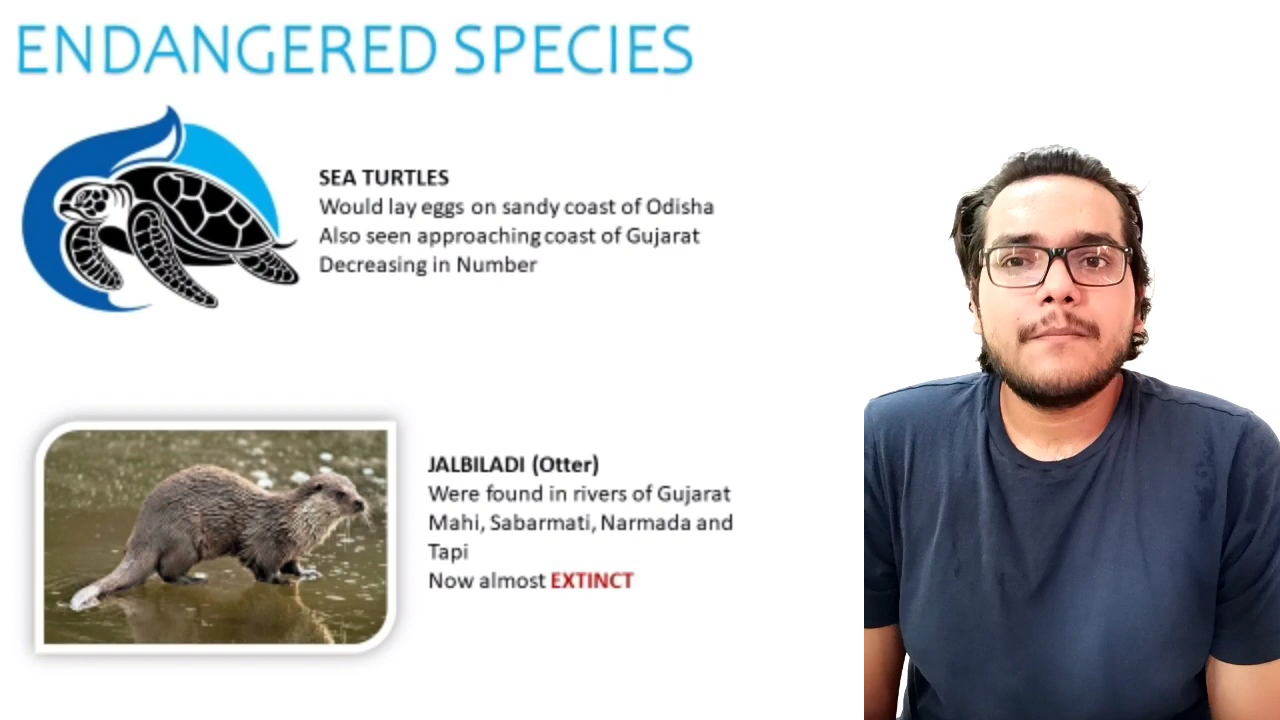 ENDANGERED SPECIES
SEA TURTLES
Would lay eggs on sandy coast of Odisha
Also seen approaching coast of Gujarat
Decreasing in Number
JALBILADI (Otter)
Were found in rivers of Gujarat
Mahi, Sabarmati, Narmada and
Tapi
Now almost EXTINCT